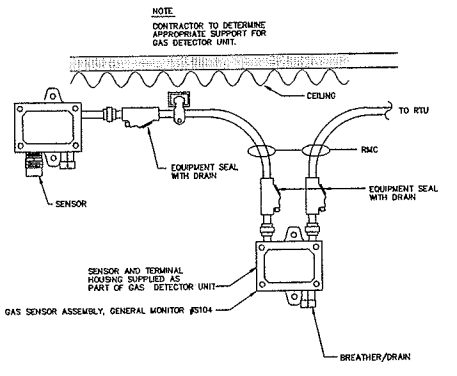 NOTE
CONTRACTOR TO DETERMINE
APPROPRIATE SUPPORT FOR
GAS DETECTOR UNIT.
CEILING
TO RTU
RMC
EQUIPMENT SEAL
WITH DRAIN
EQUIPMENT SEAL
WITH DRAIN
SENSOR
SENSOR AND TERMINAL
HOUSING SUPPLIED AS
PART OF GAS DETECTOR UNIT
GAS SENSOR ASSEMBLY, GENERAL MONITOR #S104
BREATHER/DRAIN